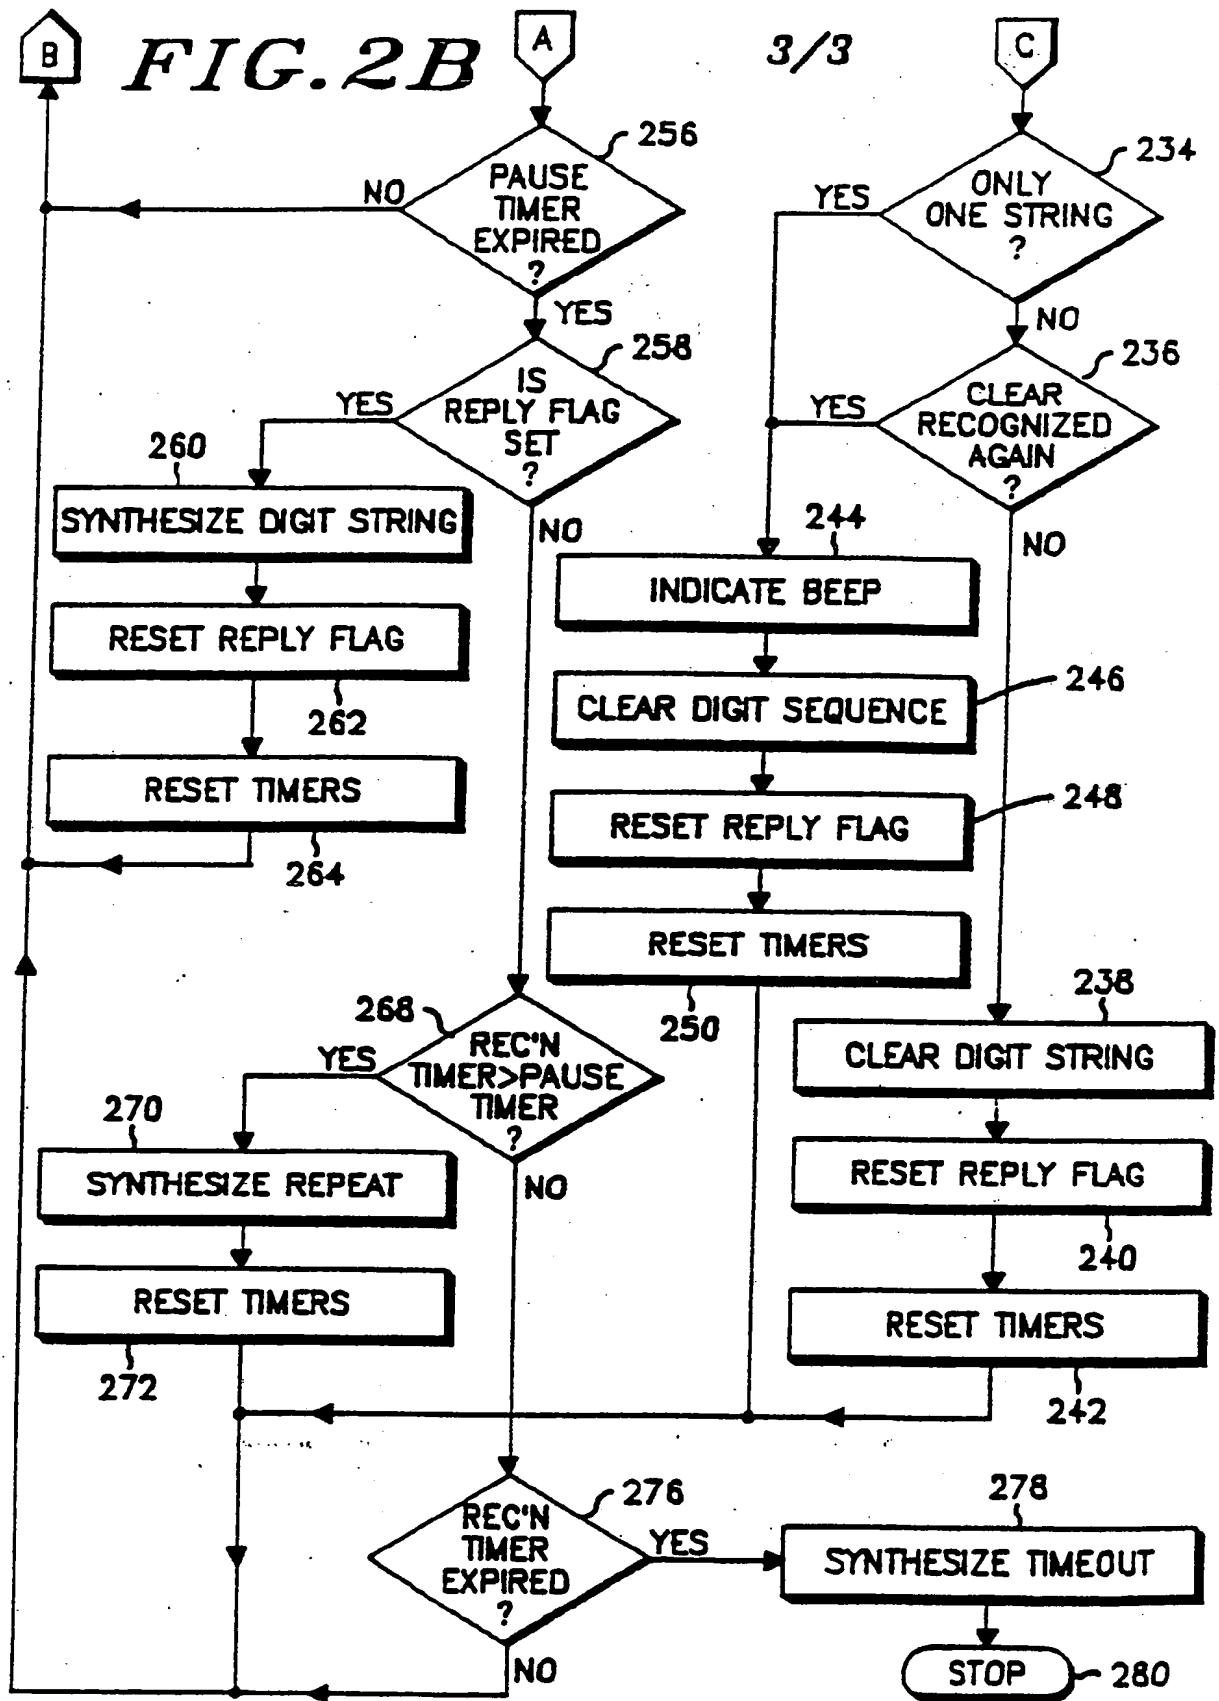 B
FIG.2B
A
3/3
C
256
PAUSE
TIMER
EXPIRED
?
NO
YES
234
ONLY
ONE STRING
?
YES
NO
258
IS
REPLY FLAG
SET
?
YES
NO
236
CLEAR
RECOGNIZED
AGAIN
?
YES
NO
260
SYNTHESIZE DIGIT STRING
RESET REPLY FLAG
262
RESET TIMERS
264
244
INDICATE BEEP
CLEAR DIGIT SEQUENCE
246
RESET REPLY FLAG
248
RESET TIMERS
250
238
CLEAR DIGIT STRING
RESET REPLY FLAG
240
RESET TIMERS
242
268
REC'N
TIMER>PAUSE
TIMER
?
YES
NO
270
SYNTHESIZE REPEAT
RESET TIMERS
272
276
REC'N
TIMER
EXPIRED
?
YES
NO
278
SYNTHESIZE TIMEOUT
STOP
280